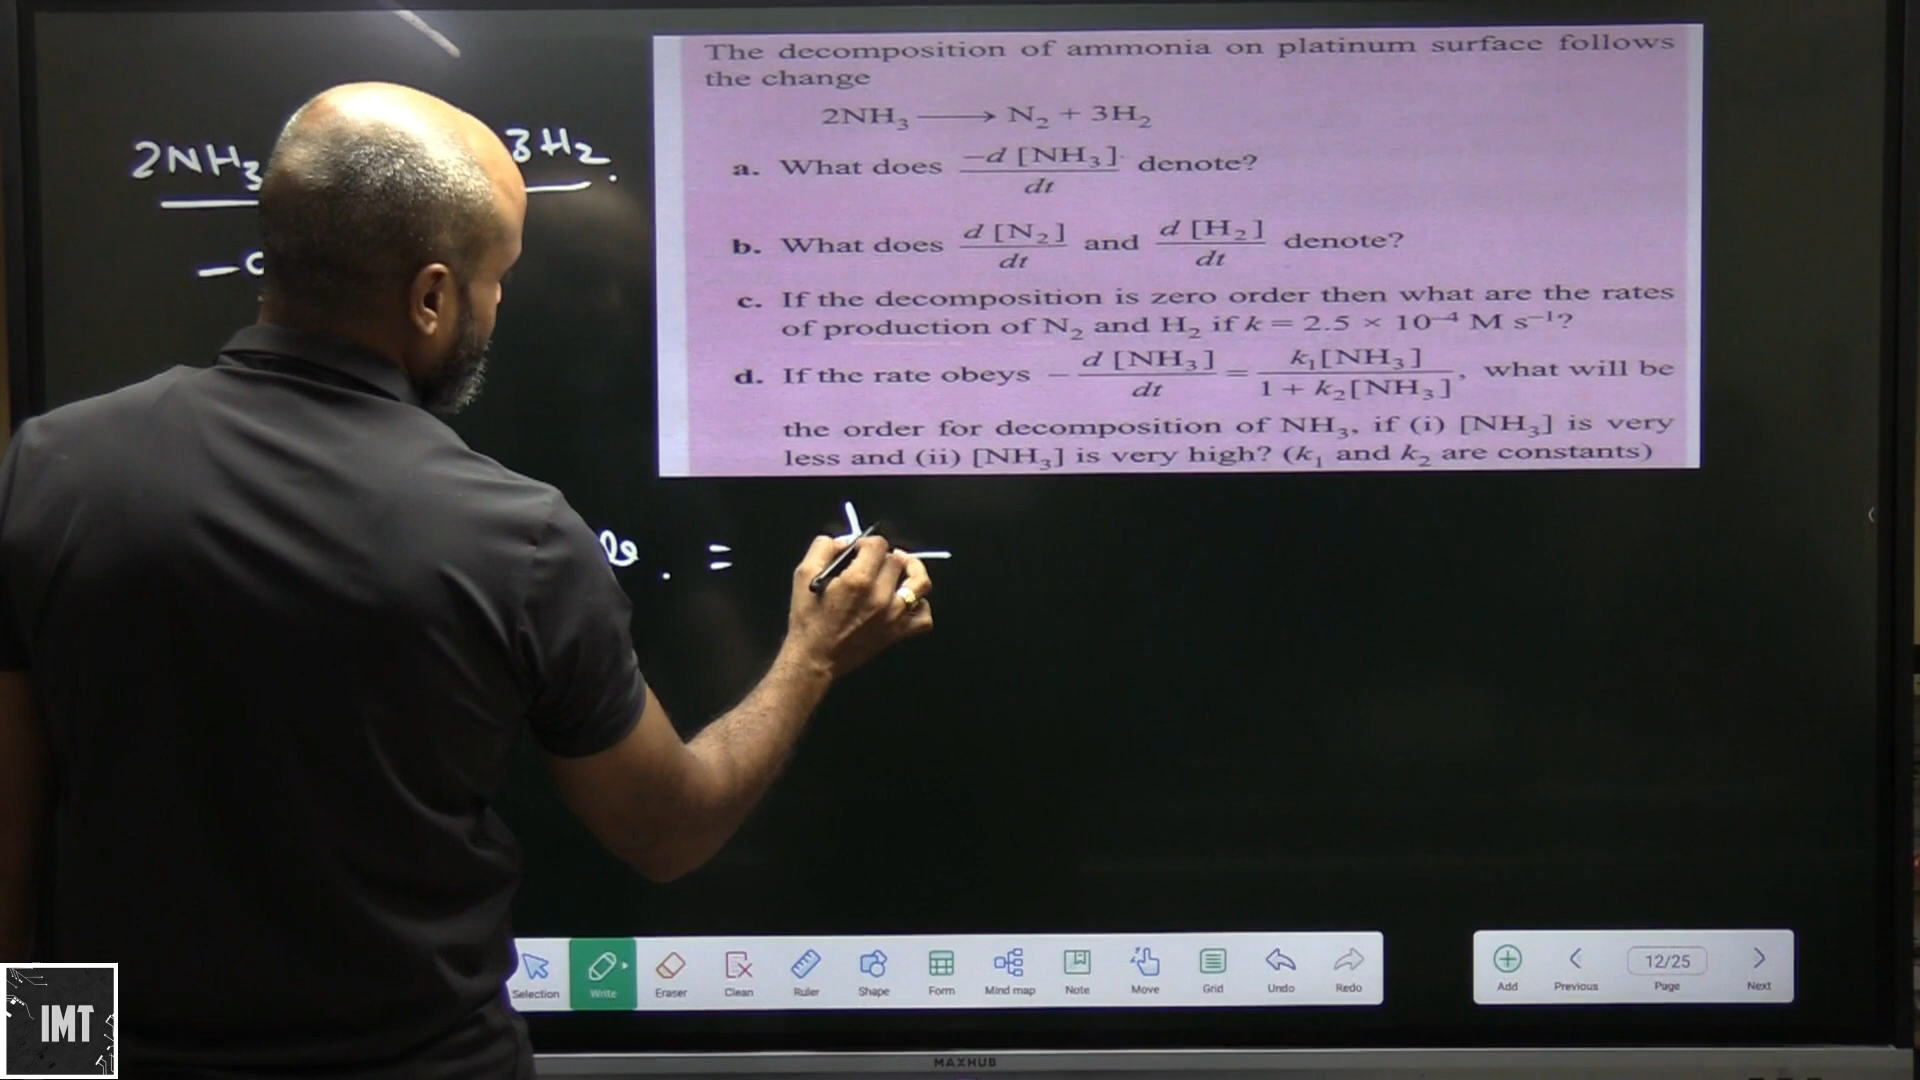 The decomposition of ammonia on platinum surface follows
the change
2NH₃ ⟶ N₂ + 3H₂
a. What does −d [NH₃]/dt denote?
b. What does d [N₂]/dt and d [H₂]/dt denote?
c. If the decomposition is zero order then what are the rates
of production of N₂ and H₂ if k = 2.5 × 10⁻⁴ M s⁻¹?
d. If the rate obeys − d [NH₃]/dt = k₁[NH₃]/1 + k₂[NH₃], what will be
the order for decomposition of NH₃, if (i) [NH₃] is very
less and (ii) [NH₃] is very high? (k₁ and k₂ are constants)
2NH₃ 3H₂.
=
Selection Write Eraser Clean Ruler Shape Form Mind map Note Move Grid Undo Redo
Add Previous 12/25 Page Next
MAXHUB
IMT